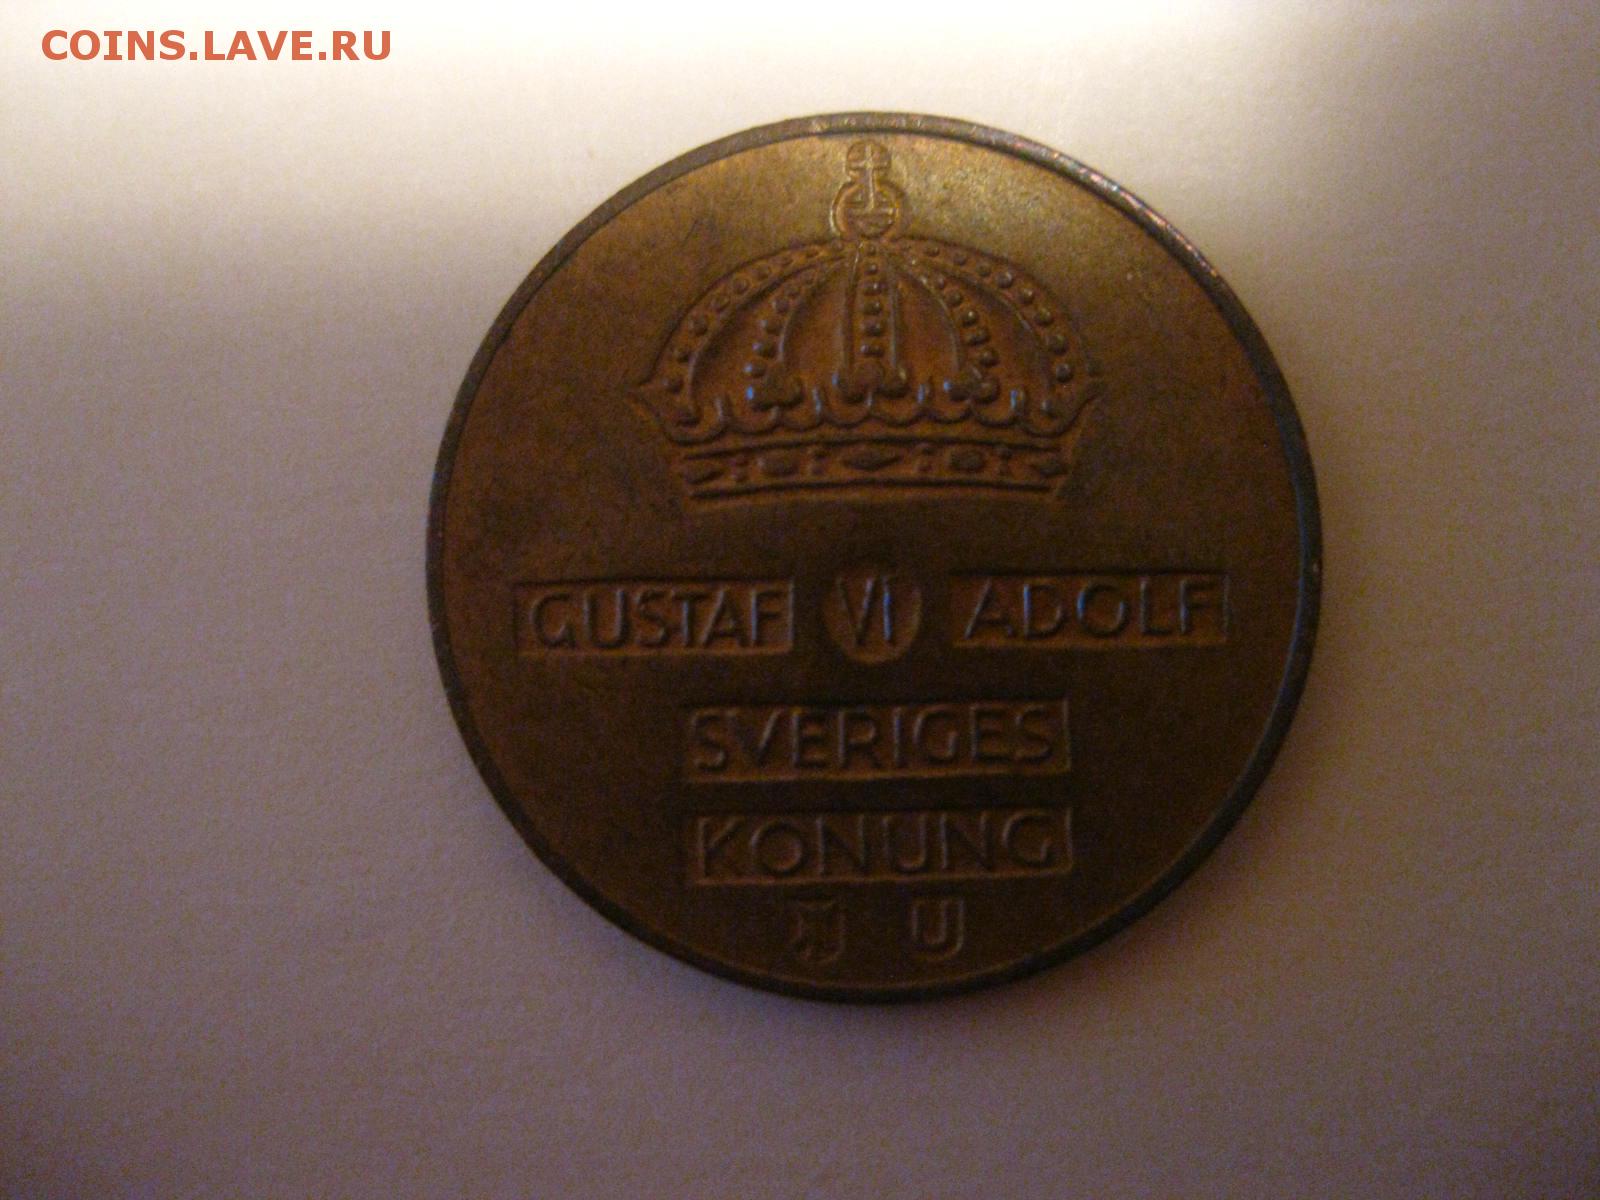 COINS.LAVE.RU
GUSTAF VI ADOLF
SVERIGES
KONUNG
U